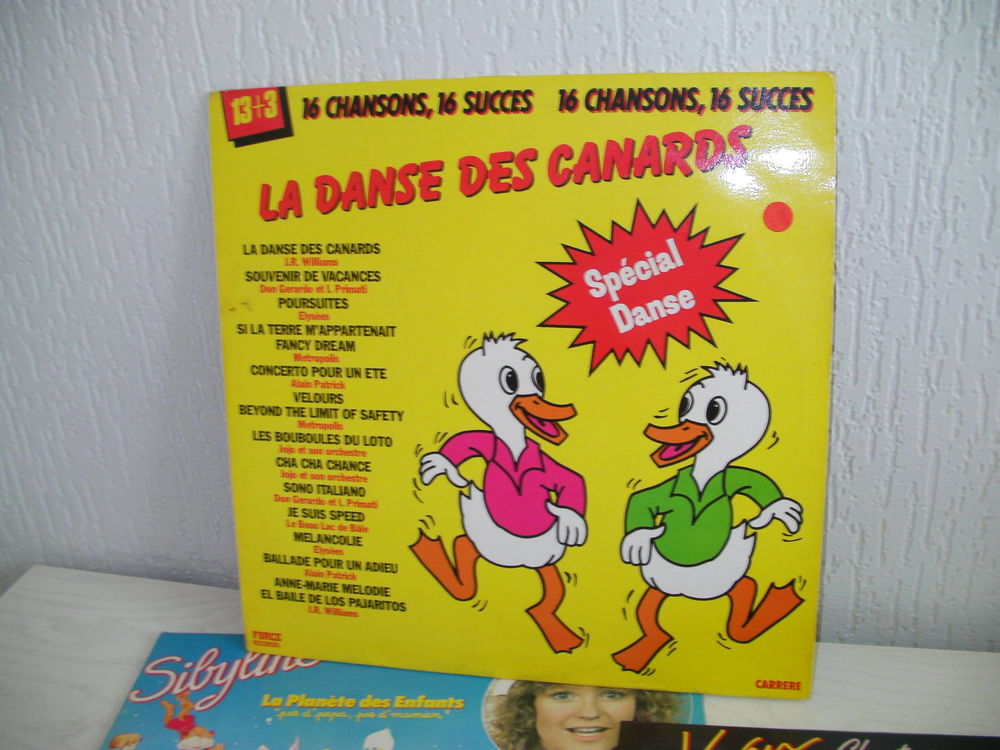 13+3
16 CHANSONS, 16 SUCCES 16 CHANSONS, 16 SUCCES
LA DANSE DES CANARDS
Spécial
Danse
LA DANSE DES CANARDS
J.R. Williams
SOUVENIR DE VACANCES
Don Gerardo et I. Primati
POURSUITES
Elysées
SI LA TERRE M'APPARTENAIT
FANCY DREAM
Metropolis
CONCERTO POUR UN ETE
Alain Patrick
VELOURS
BEYOND THE LIMIT OF SAFETY
Metropolis
LES BOUBOULES DU LOTO
Jojo et son orchestre
CHA CHA CHANCE
Jojo et son orchestre
SONO ITALIANO
Don Gerardo et I. Primati
JE SUIS SPEED
Le Beau Lac de Bâle
MELANCOLIE
Elysées
BALLADE POUR UN ADIEU
Alain Patrick
ANNE-MARIE MELODIE
EL BAILE DE LOS PAJARITOS
J.R. Williams
FORCE
CARRERE
Sibyline
La Planète des Enfants
"pas d'papa, pas d'maman"